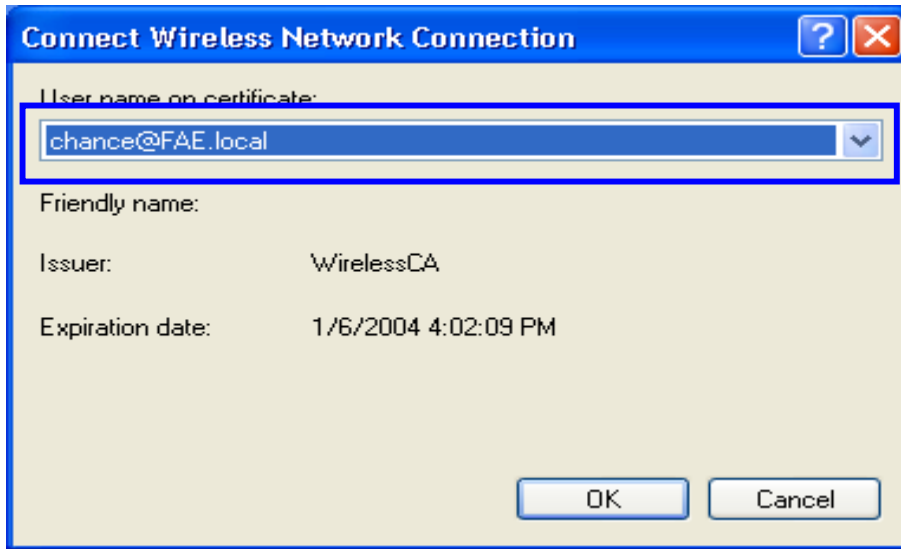 Connect Wireless Network Connection
User name on certificate:
chance@FAE.local
Friendly name:
Issuer: WirelessCA
Expiration date: 1/6/2004 4:02:09 PM
OK Cancel